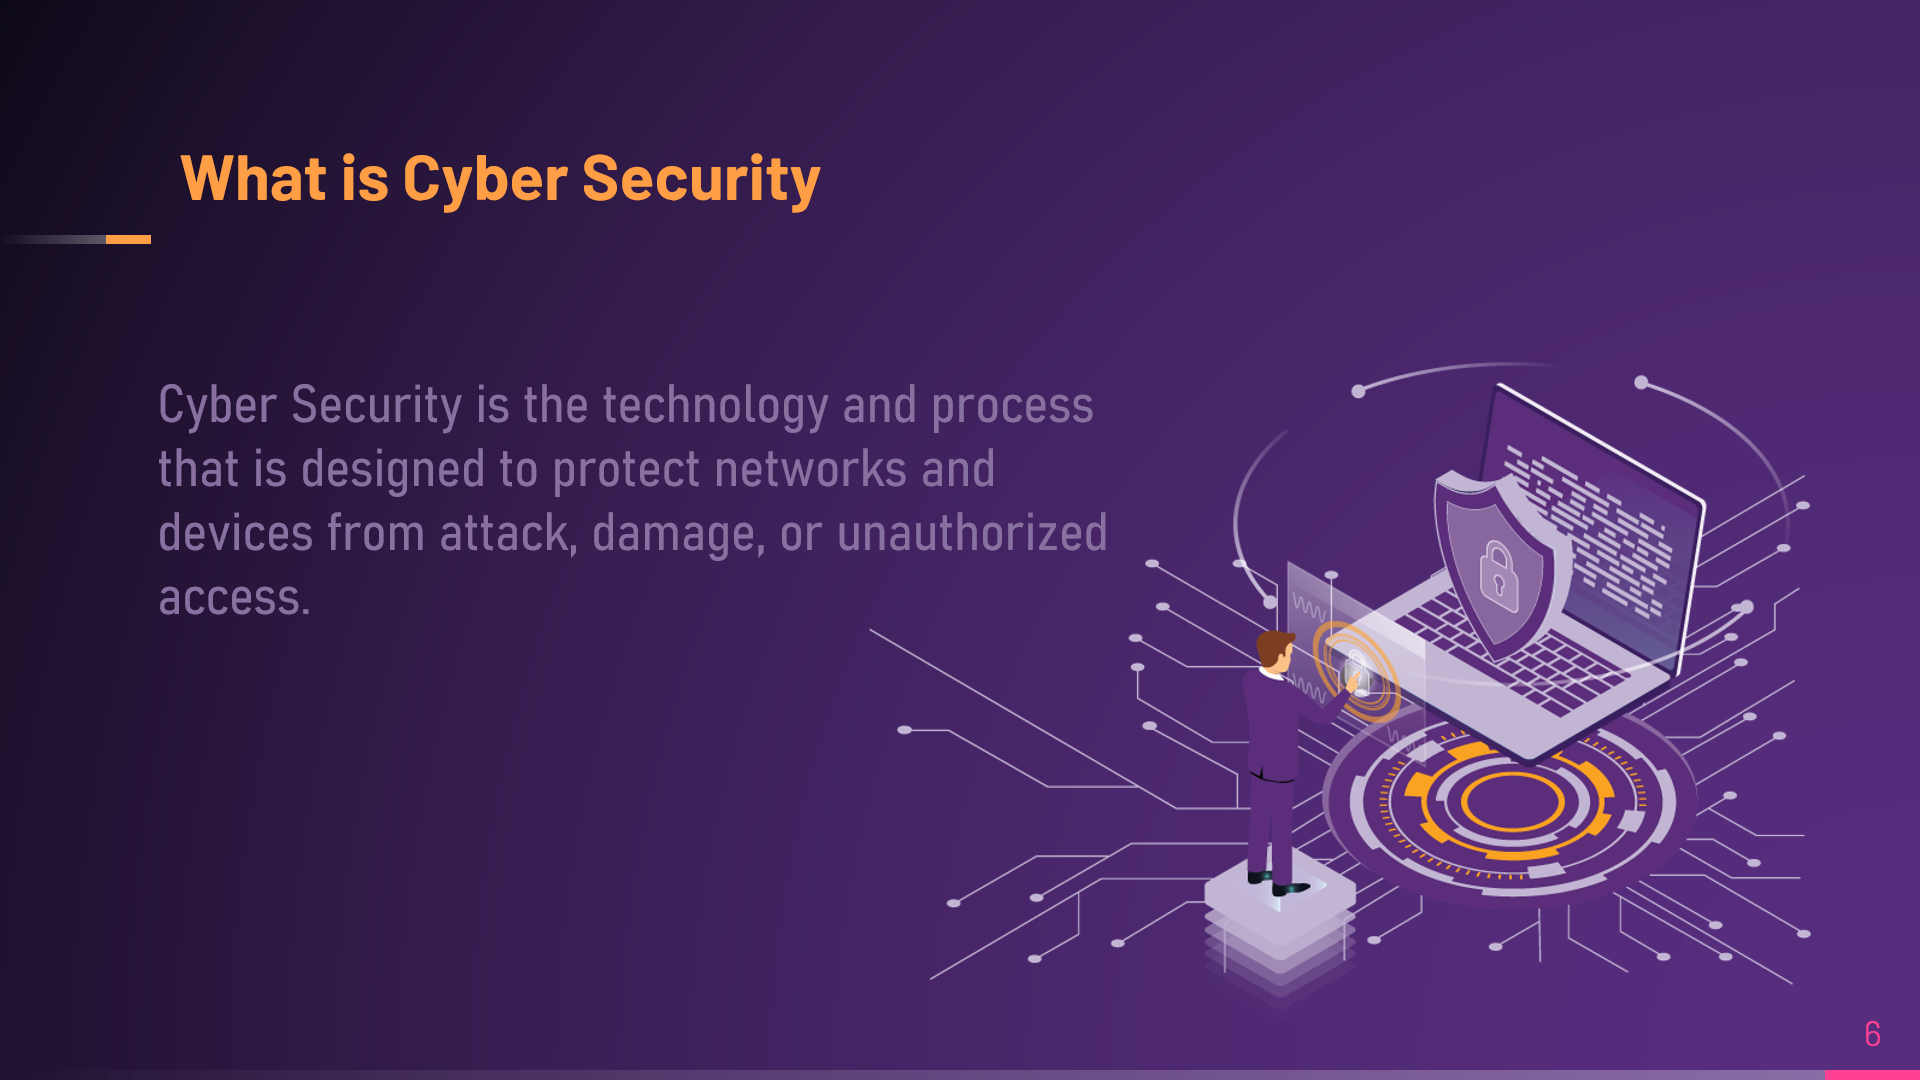 What is Cyber Security
Cyber Security is the technology and process
that is designed to protect networks and
devices from attack, damage, or unauthorized
access.
6